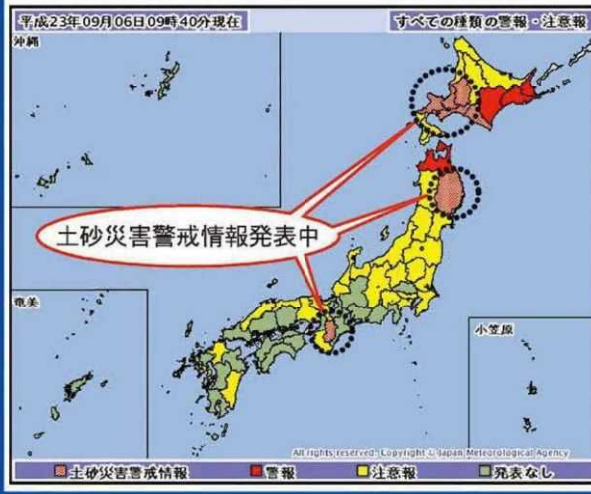 平成23年09月06日09時40分現在
すべての種類の警報・注意報
沖縄
土砂災害警戒情報発表中
奄美
小笠原
All rights reserved. Copyright © Japan Meteorological Agency
土砂災害警戒情報
警報
注意報
発表なし